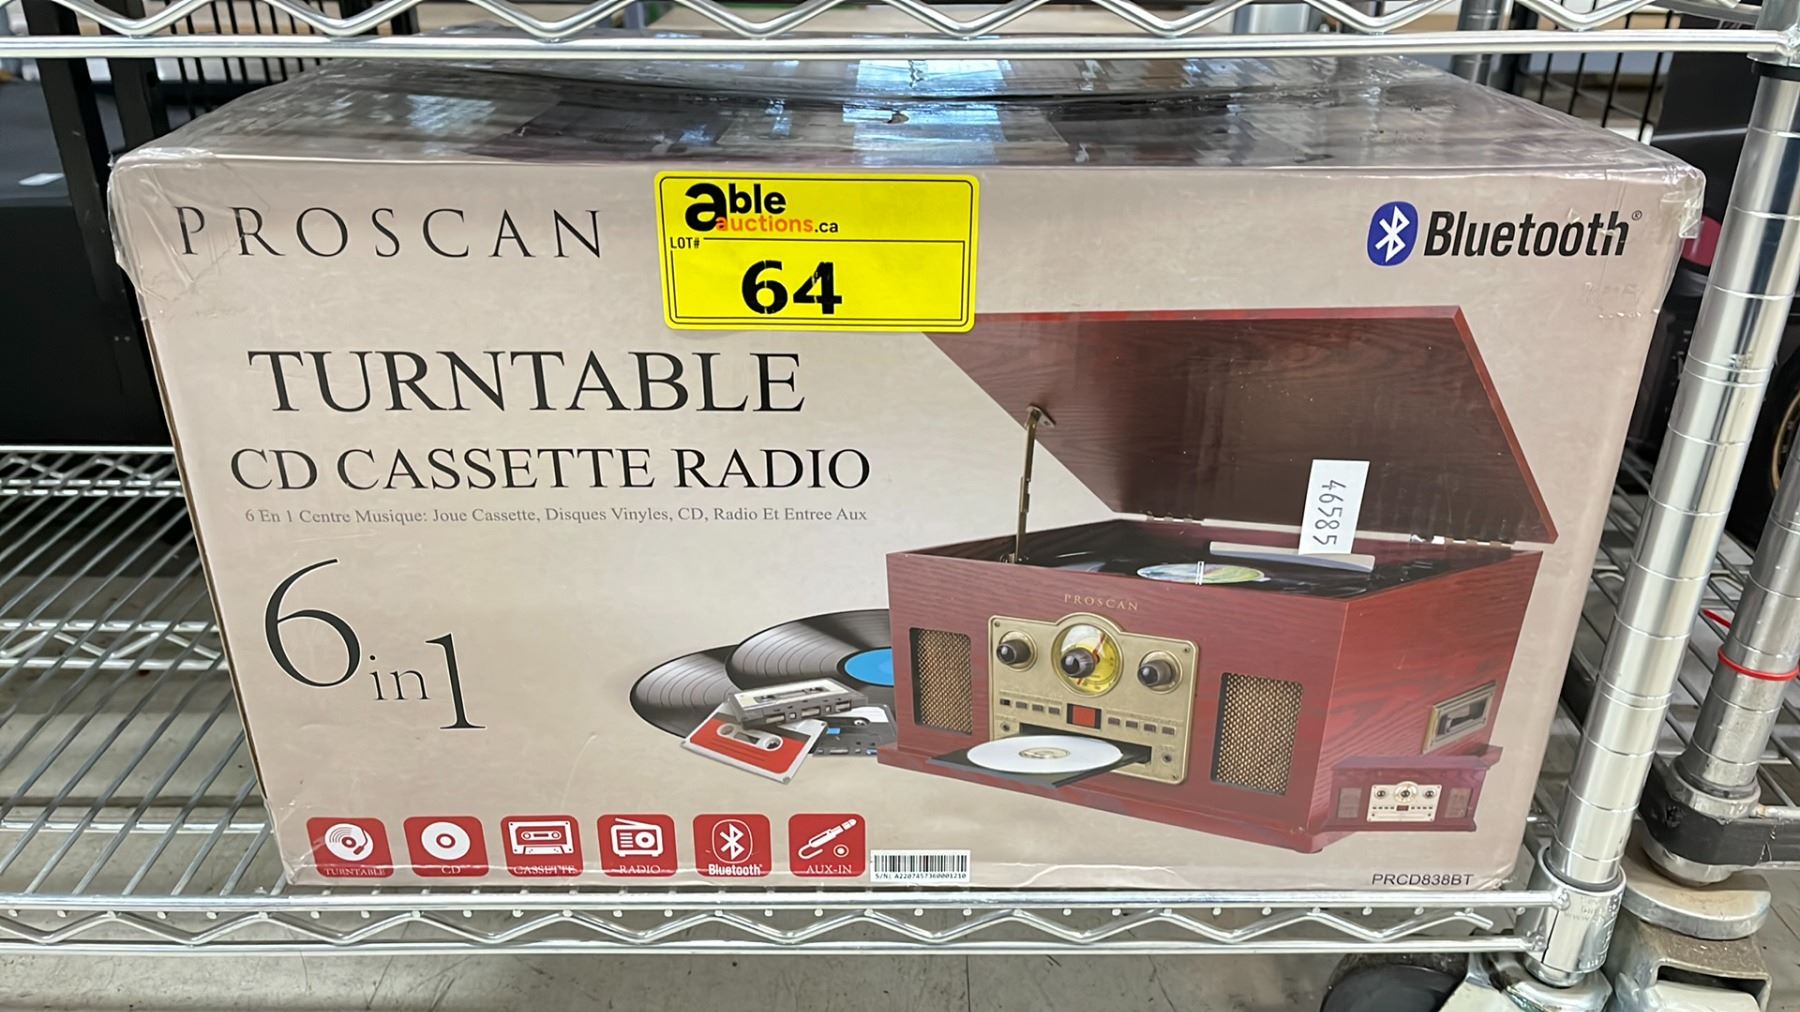 PROSCAN
able
auctions.ca
LOT#
64
Bluetooth®
TURNTABLE
CD CASSETTE RADIO
6 En 1 Centre Musique: Joue Cassette, Disques Vinyles, CD, Radio Et Entree Aux
6 in 1
46585
PROSCAN
TURNTABLE
CD
CASSETTE
RADIO
Bluetooth
AUX-IN
S/N: A2207457360001210
PRCD838BT